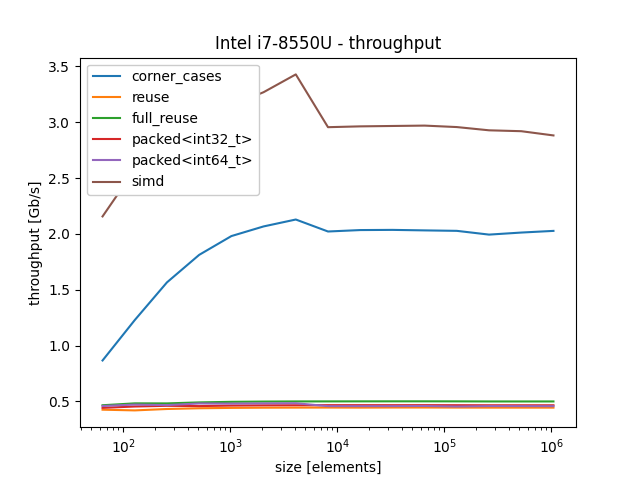 Intel i7-8550U - throughput
corner_cases
reuse
full_reuse
packed<int32_t>
packed<int64_t>
simd
throughput [Gb/s]
3.5
3.0
2.5
2.0
1.5
1.0
0.5
10²
10³
10⁴
10⁵
10⁶
size [elements]